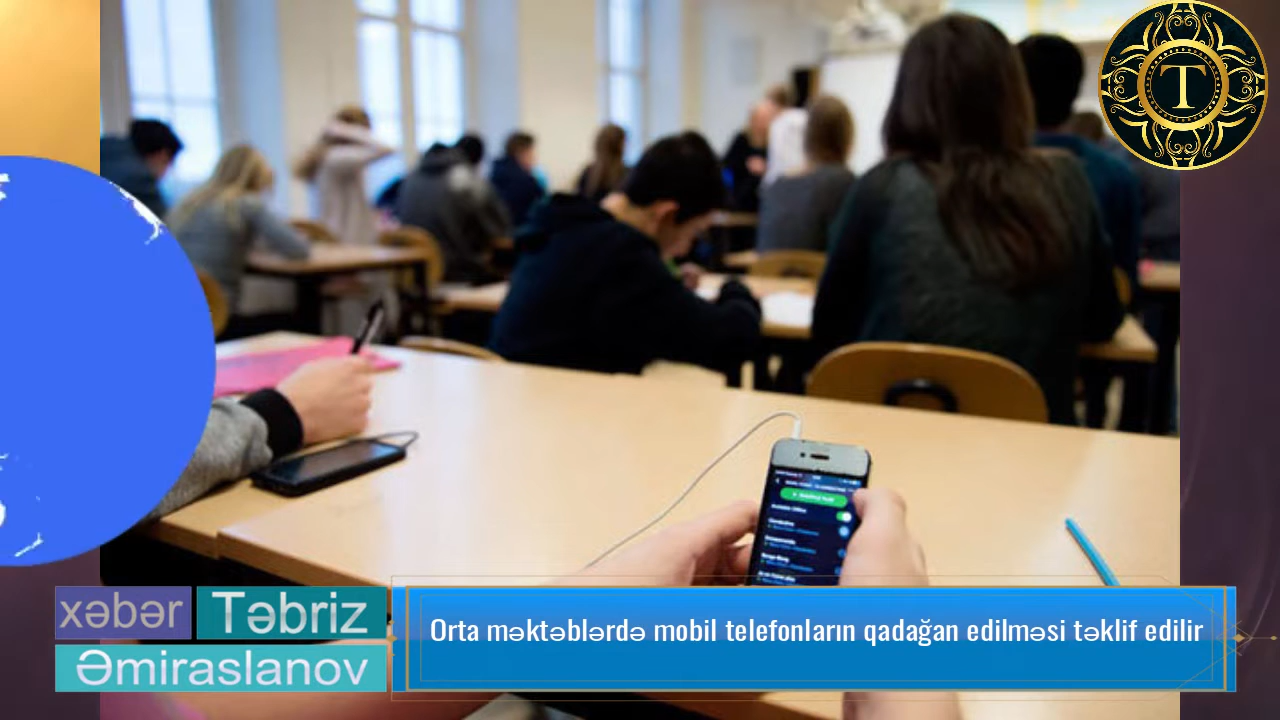 T
xəbər Təbriz
Əmiraslanov
Orta məktəblərdə mobil telefonların qadağan edilməsi təklif edilir